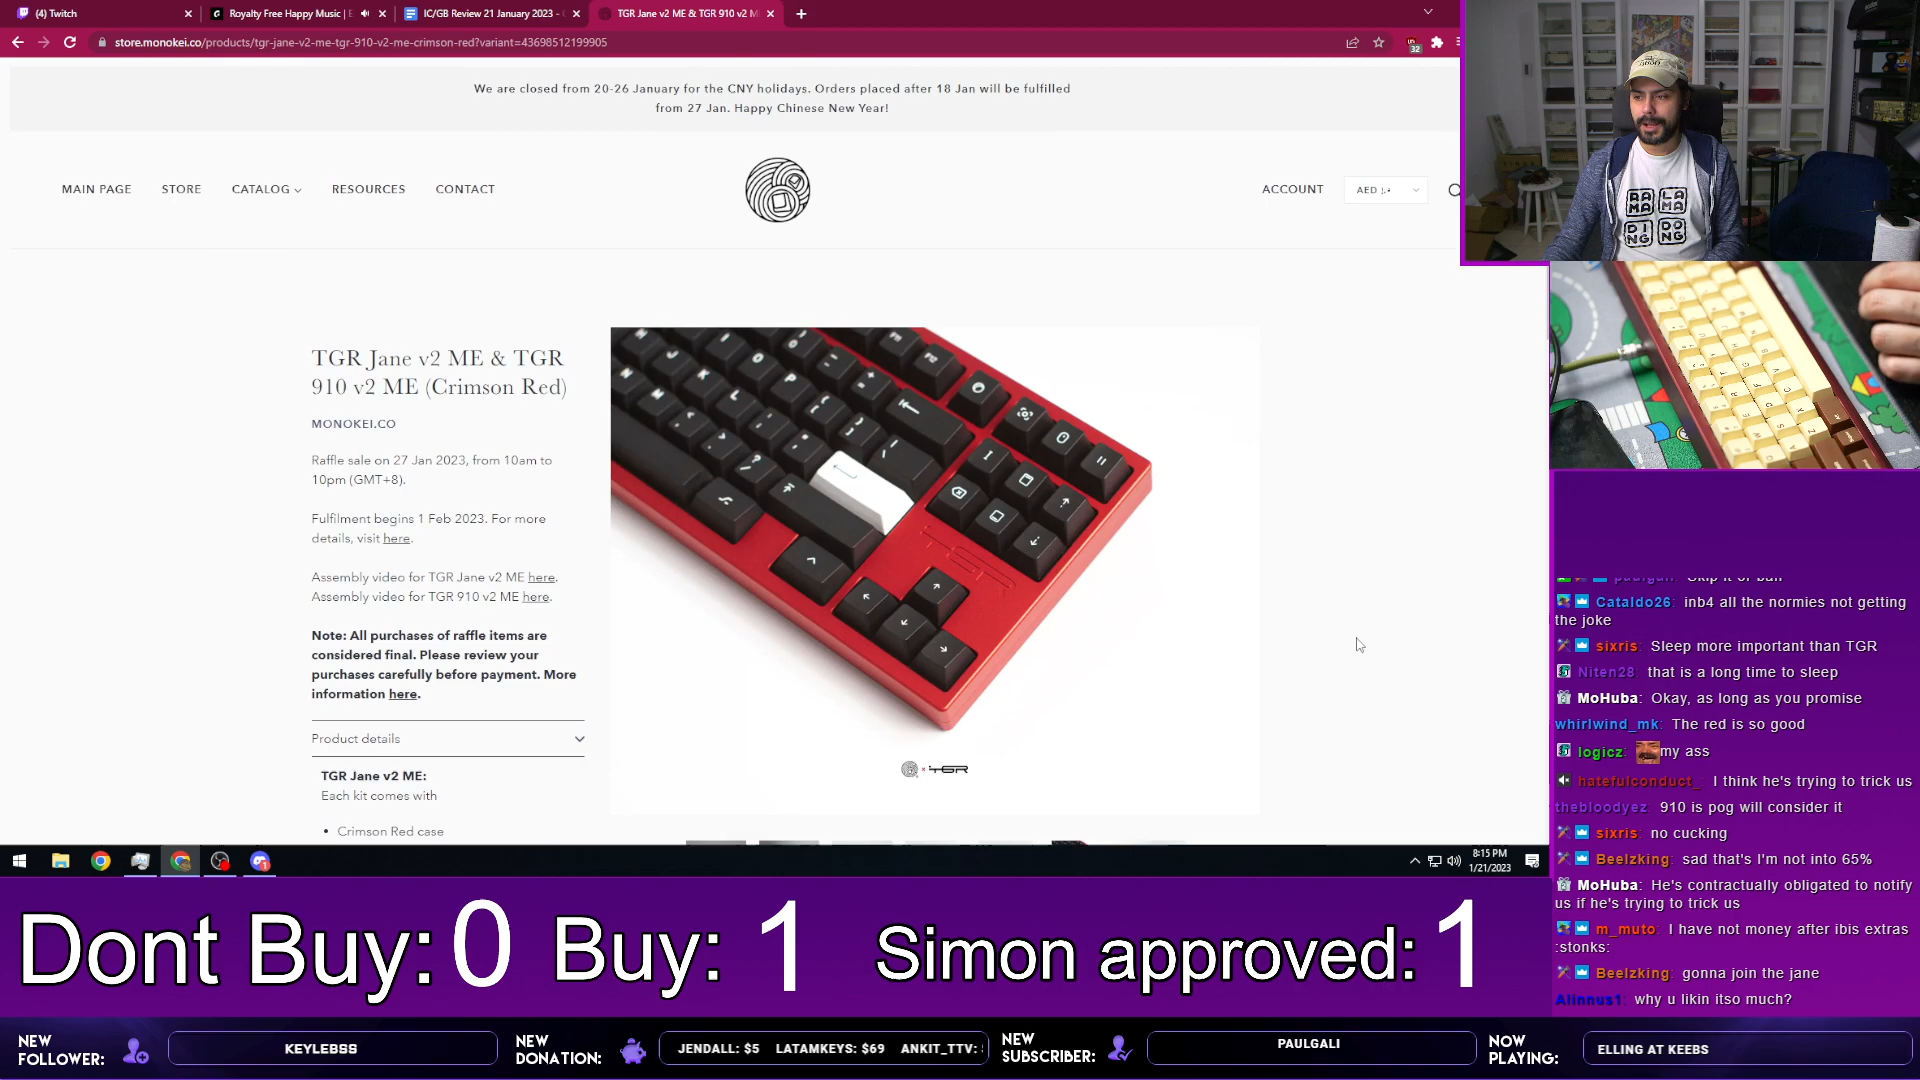 (4) Twitch
Royalty Free Happy Music | E
IC/GB Review 21 January 2023 -
TGR Jane v2 ME & TGR 910 v2 M
store.monokei.co/products/tgr-jane-v2-me-tgr-910-v2-me-crimson-red?variant=43698512199905
32
We are closed from 20-26 January for the CNY holidays. Orders placed after 18 Jan will be fulfilled
from 27 Jan. Happy Chinese New Year!
MAIN PAGE STORE CATALOG RESOURCES CONTACT
ACCOUNT AED
RA LA
MA MA
DI DO
NG NG
TGR Jane v2 ME & TGR
910 v2 ME (Crimson Red)
MONOKEI.CO
Raffle sale on 27 Jan 2023, from 10am to
10pm (GMT+8).
Fulfilment begins 1 Feb 2023. For more
details, visit here.
Assembly video for TGR Jane v2 ME here.
Assembly video for TGR 910 v2 ME here.
Note: All purchases of raffle items are
considered final. Please review your
purchases carefully before payment. More
information here.
Product details
TGR Jane v2 ME:
Each kit comes with
• Crimson Red case
TGR
× TGR
Cataldo26: inb4 all the normies not getting
the joke
sixris: Sleep more important than TGR
Niten28: that is a long time to sleep
MoHuba: Okay, as long as you promise
whirlwind_mk: The red is so good
logicz: my ass
hatefulconduct_: I think he's trying to trick us
thebloodyez: 910 is pog will consider it
sixris: no cucking
Beelzking: sad that's I'm not into 65%
MoHuba: He's contractually obligated to notify
us if he's trying to trick us
m_muto: I have not money after ibis extras
:stonks:
Beelzking: gonna join the jane
Alinnus1: why u likin itso much?
8:15 PM
1/21/2023
Dont Buy: 0 Buy: 1 Simon approved: 1
NEW
FOLLOWER:
KEYLEBSS
NEW
DONATION:
JENDALL: $5 LATAMKEYS: $69 ANKIT_TTV:
NEW
SUBSCRIBER:
PAULGALI
NOW
PLAYING:
ELLING AT KEEBS